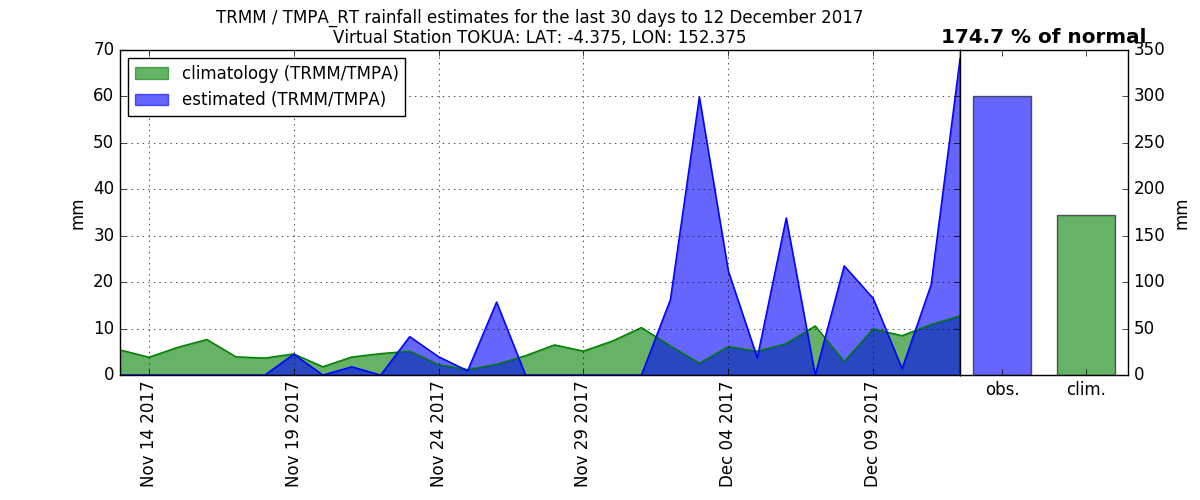 TRMM / TMPA_RT rainfall estimates for the last 30 days to 12 December 2017
Virtual Station TOKUA: LAT: -4.375, LON: 152.375
174.7 % of normal
climatology (TRMM/TMPA)
estimated (TRMM/TMPA)
mm
70
60
50
40
30
20
10
0
350
300
250
200
150
100
50
0
mm
Nov 14 2017
Nov 19 2017
Nov 24 2017
Nov 29 2017
Dec 04 2017
Dec 09 2017
obs.
clim.